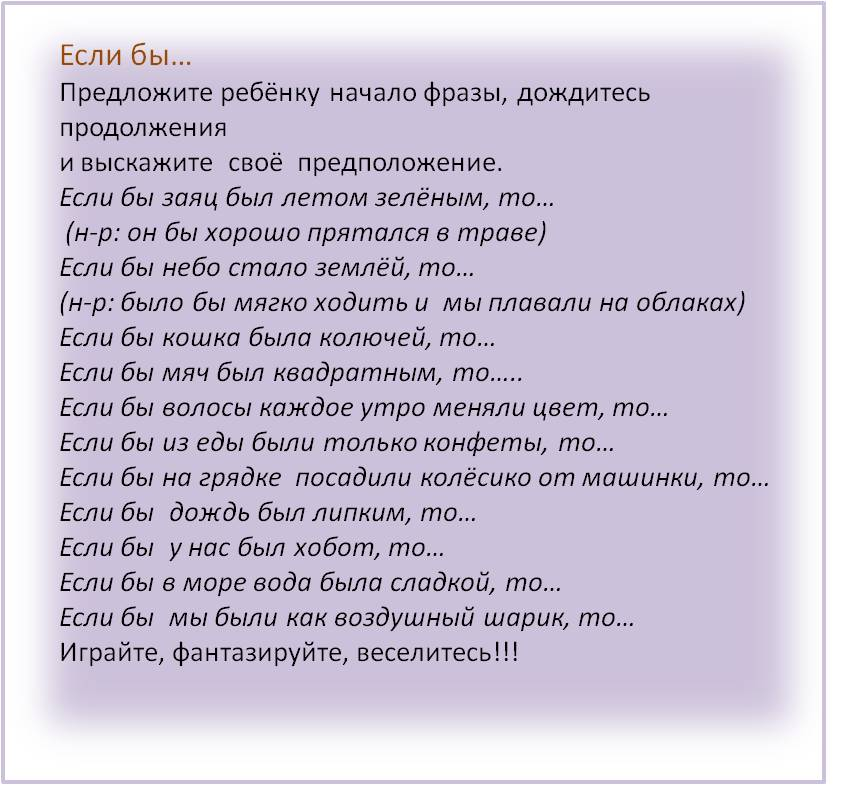 Если бы…
Предложите ребёнку начало фразы, дождитесь
продолжения
и выскажите  своё  предположение.
Если бы заяц был летом зелёным, то…
(н-р: он бы хорошо прятался в траве)
Если бы небо стало землёй, то…
(н-р: было бы мягко ходить и  мы плавали на облаках)
Если бы кошка была колючей, то…
Если бы мяч был квадратным, то…..
Если бы волосы каждое утро меняли цвет, то…
Если бы из еды были только конфеты, то…
Если бы на грядке  посадили колёсико от машинки, то…
Если бы  дождь был липким, то…
Если бы  у нас был хобот, то…
Если бы в море вода была сладкой, то…
Если бы  мы были как воздушный шарик, то…
Играйте, фантазируйте, веселитесь!!!